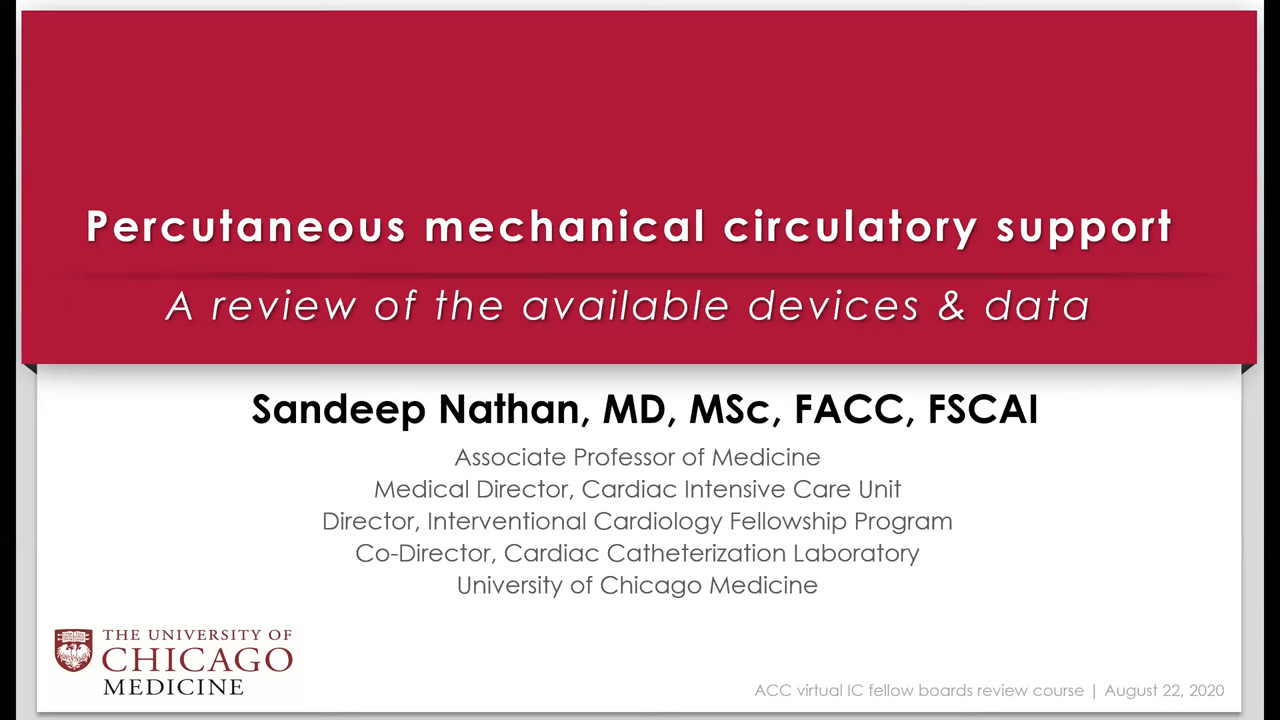 Percutaneous mechanical circulatory support
A review of the available devices & data
Sandeep Nathan, MD, MSc, FACC, FSCAI
Associate Professor of Medicine
Medical Director, Cardiac Intensive Care Unit
Director, Interventional Cardiology Fellowship Program
Co-Director, Cardiac Catheterization Laboratory
University of Chicago Medicine
THE UNIVERSITY OF
CHICAGO
MEDICINE
ACC virtual IC fellow boards review course | August 22, 2020